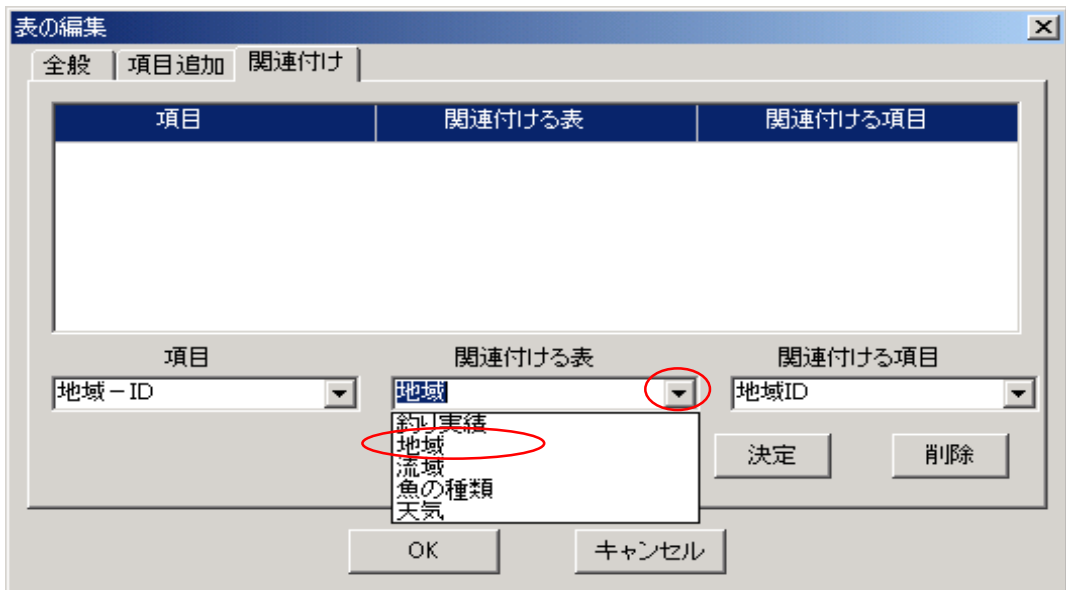 表の編集
全般 項目追加 関連付け
項目 関連付ける表 関連付ける項目
項目 関連付ける表 関連付ける項目
地域－ID 地域 地域ID
釣り実績
地域
流域
魚の種類
天気
決定 削除
OK キャンセル